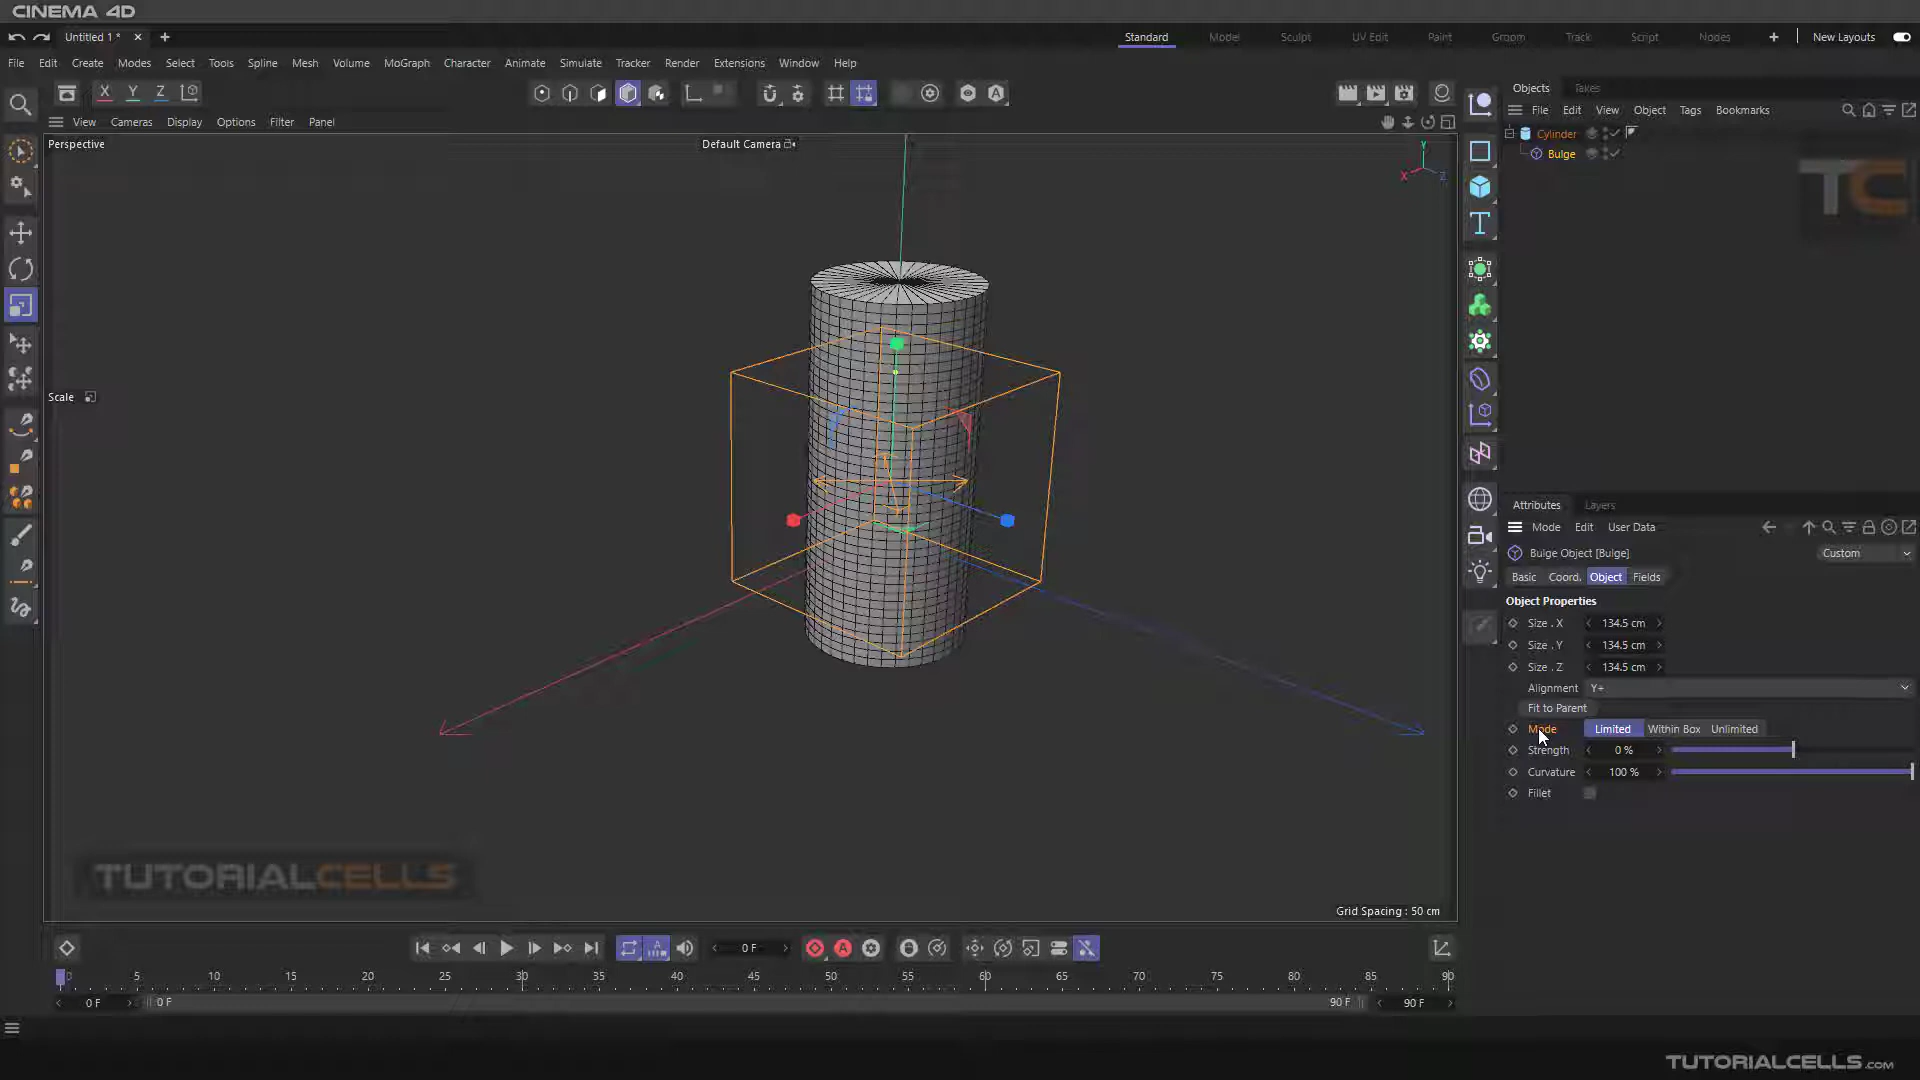 CINEMA 4D
Untitled 1 *
Standard Model Sculpt UV Edit Paint Groom Track Script Nodes New Layouts
File Edit Create Modes Select Tools Spline Mesh Volume MoGraph Character Animate Simulate Tracker Render Extensions Window Help
X Y Z
Objects Takes
File Edit View Object Tags Bookmarks
View Cameras Display Options Filter Panel
Perspective
Default Camera
Y
X Z
Cylinder
Bulge
TC
Scale
Attributes Layers
Mode Edit User Data
Bulge Object [Bulge]
Custom
Basic Coord. Object Fields
Object Properties
Size . X 134.5 cm
Size . Y 134.5 cm
Size . Z 134.5 cm
Alignment Y+
Fit to Parent
Mode Limited Within Box Unlimited
Strength 0 %
Curvature 100 %
Fillet
TUTORIALCELLS
Grid Spacing : 50 cm
0 F
0 5 10 15 20 25 30 35 40 45 50 55 60 65 70 75 80 85 90
0 F 0 F 90 F 90 F
TUTORIALCELLS.COM